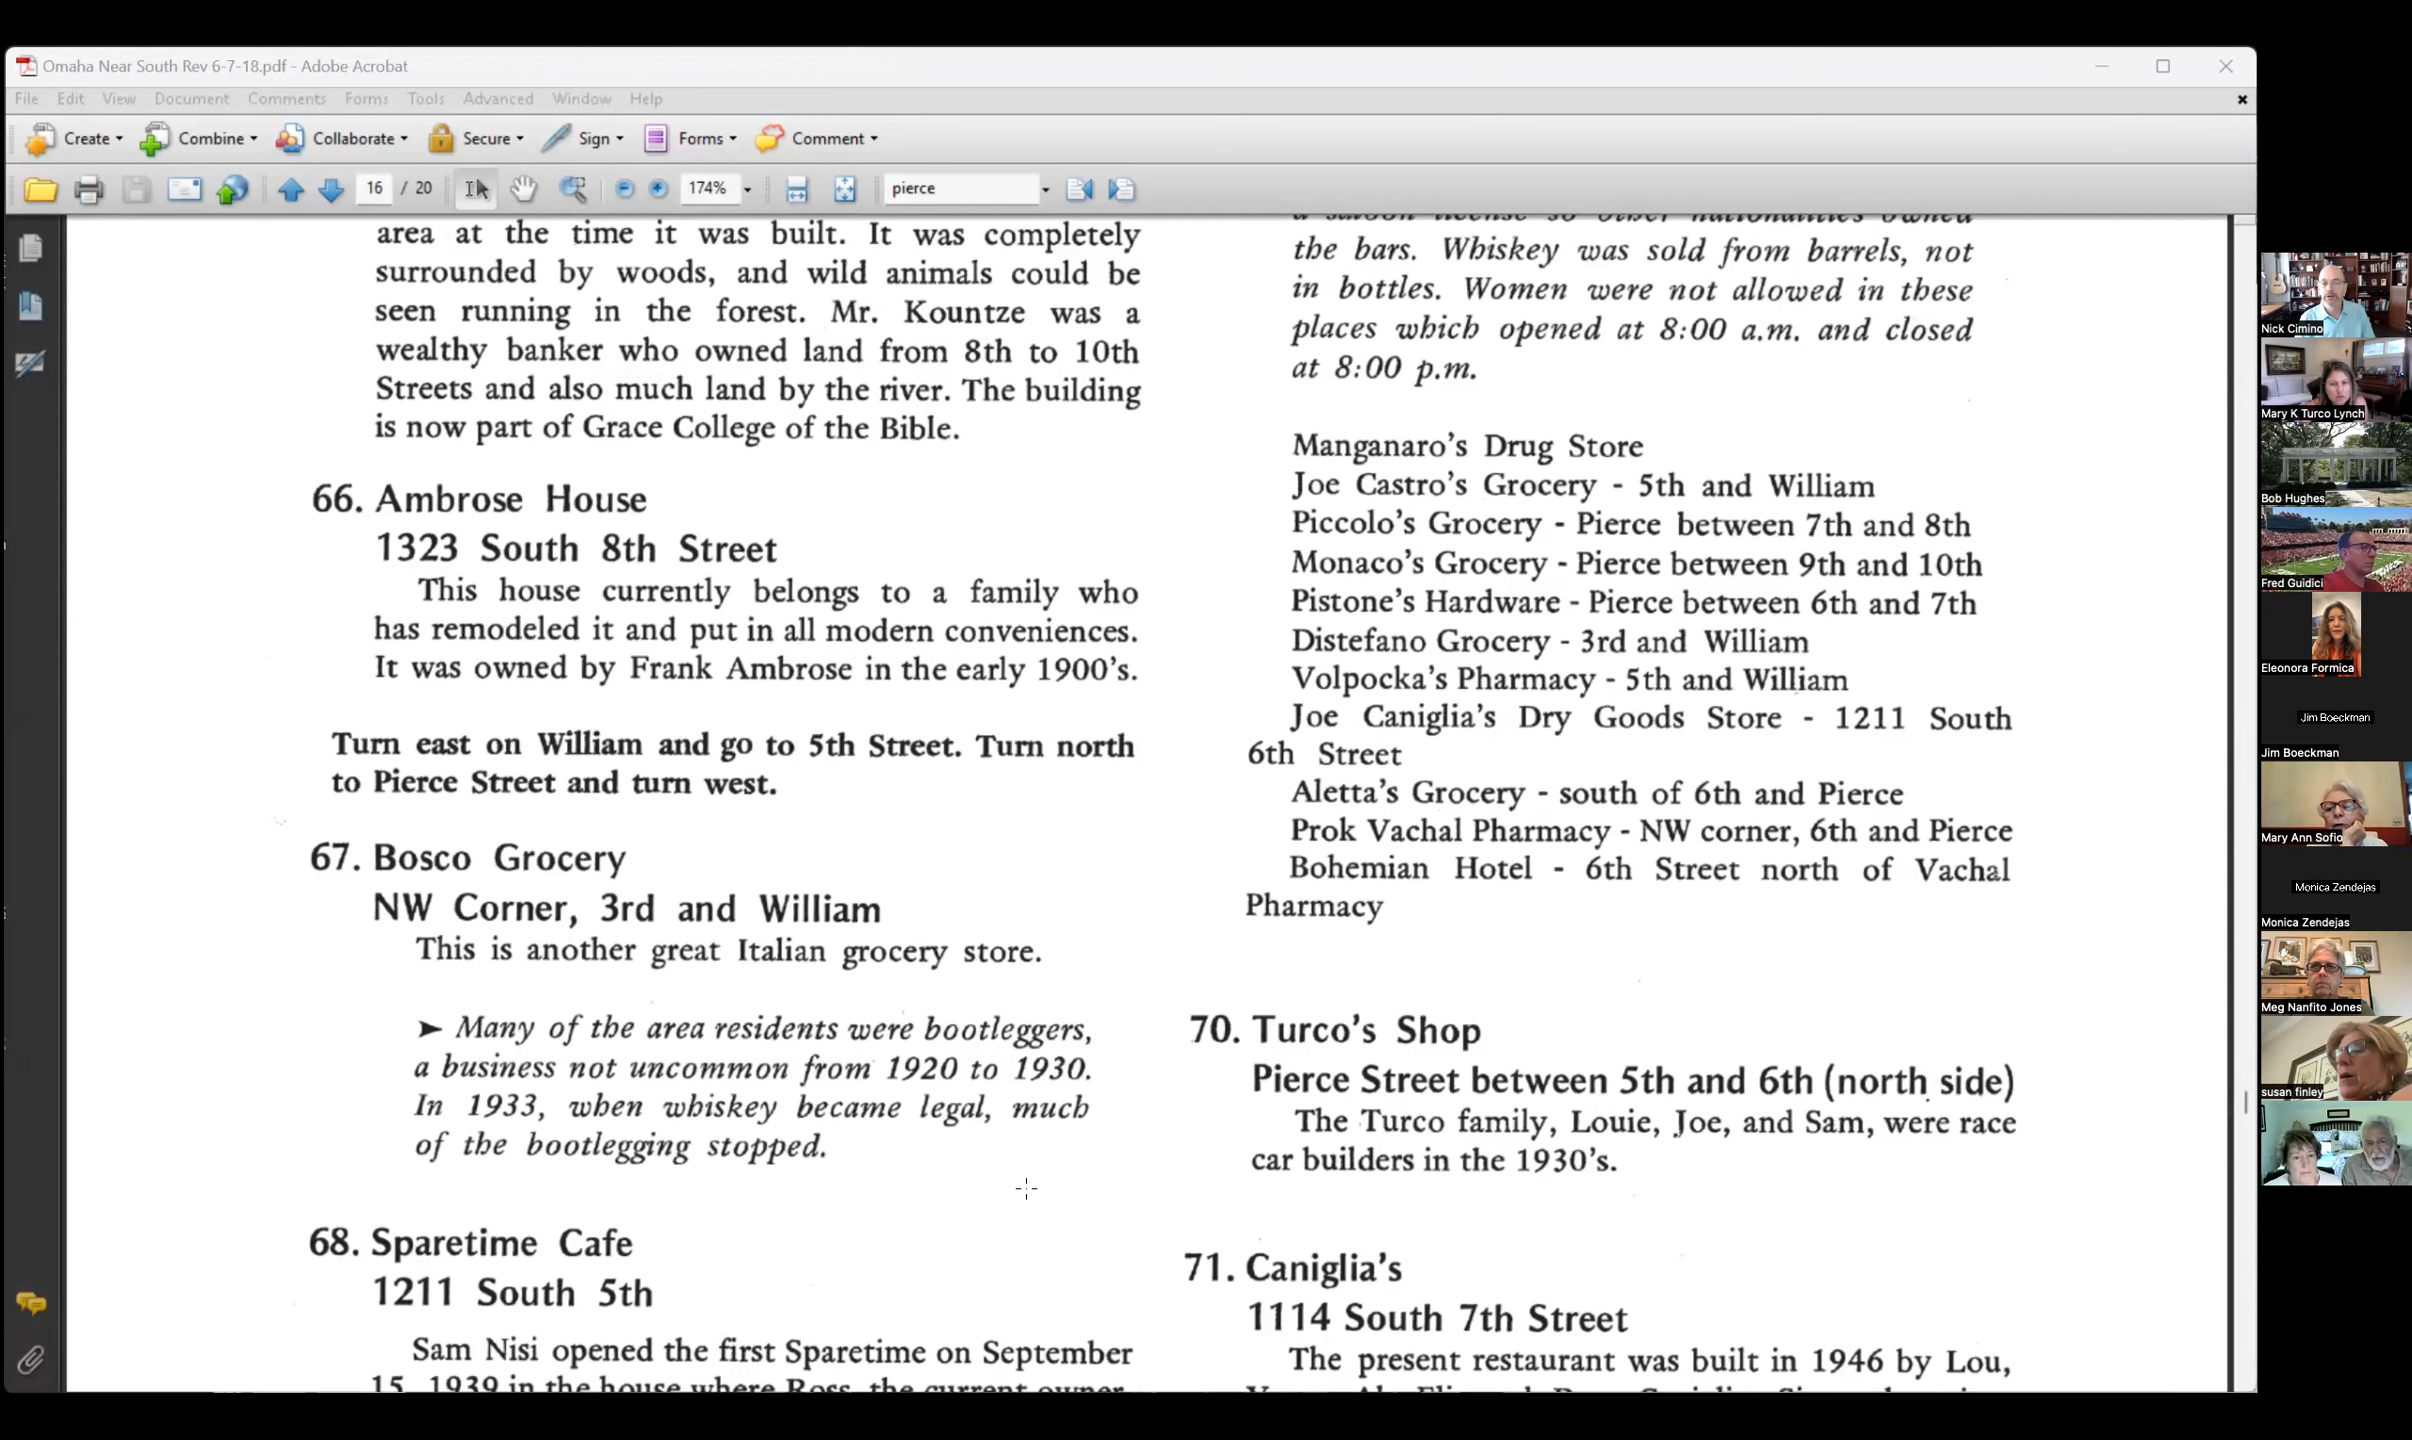 Omaha Near South Rev 6-7-18.pdf - Adobe Acrobat
File Edit View Document Comments Forms Tools Advanced Window Help
Create Combine Collaborate Secure Sign Forms Comment
16 / 20 174% pierce
area at the time it was built. It was completely
surrounded by woods, and wild animals could be
seen running in the forest. Mr. Kountze was a
wealthy banker who owned land from 8th to 10th
Streets and also much land by the river. The building
is now part of Grace College of the Bible.
66. Ambrose House
1323 South 8th Street
This house currently belongs to a family who
has remodeled it and put in all modern conveniences.
It was owned by Frank Ambrose in the early 1900's.
Turn east on William and go to 5th Street. Turn north
to Pierce Street and turn west.
67. Bosco Grocery
NW Corner, 3rd and William
This is another great Italian grocery store.
➤ Many of the area residents were bootleggers,
a business not uncommon from 1920 to 1930.
In 1933, when whiskey became legal, much
of the bootlegging stopped.
68. Sparetime Cafe
1211 South 5th
Sam Nisi opened the first Sparetime on September
15, 1939 in the house where Ross, the current owner,
a saloon license so other nationalities owned
the bars. Whiskey was sold from barrels, not
in bottles. Women were not allowed in these
places which opened at 8:00 a.m. and closed
at 8:00 p.m.
Manganaro's Drug Store
Joe Castro's Grocery - 5th and William
Piccolo's Grocery - Pierce between 7th and 8th
Monaco's Grocery - Pierce between 9th and 10th
Pistone's Hardware - Pierce between 6th and 7th
Distefano Grocery - 3rd and William
Volpocka's Pharmacy - 5th and William
Joe Caniglia's Dry Goods Store - 1211 South
6th Street
Aletta's Grocery - south of 6th and Pierce
Prok Vachal Pharmacy - NW corner, 6th and Pierce
Bohemian Hotel - 6th Street north of Vachal
Pharmacy
70. Turco's Shop
Pierce Street between 5th and 6th (north side)
The Turco family, Louie, Joe, and Sam, were race
car builders in the 1930's.
71. Caniglia's
1114 South 7th Street
The present restaurant was built in 1946 by Lou,
Nick Cimino
Mary K Turco Lynch
Bob Hughes
Fred Guidici
Eleonora Formica
Jim Boeckman
Jim Boeckman
Mary Ann Sofio
Monica Zendejas
Monica Zendejas
Meg Nanfito Jones
susan finley